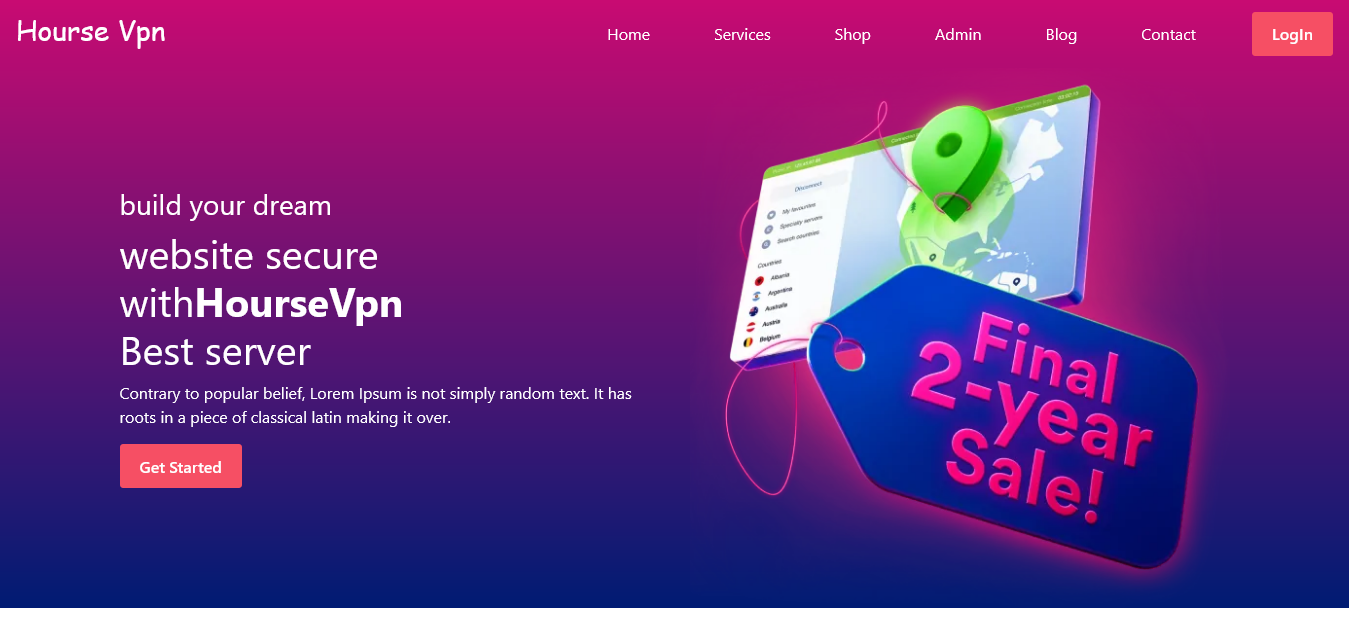 Hourse Vpn
Home Services Shop Admin Blog Contact LogIn
build your dream
website secure
withHourseVpn
Best server
Contrary to popular belief, Lorem Ipsum is not simply random text. It has
roots in a piece of classical latin making it over.
Get Started
Disconnect
My favourites
Specialty servers
Search countries
Countries
Albania
Argentina
Australia
Austria
Belgium
Final
2-year
Sale!